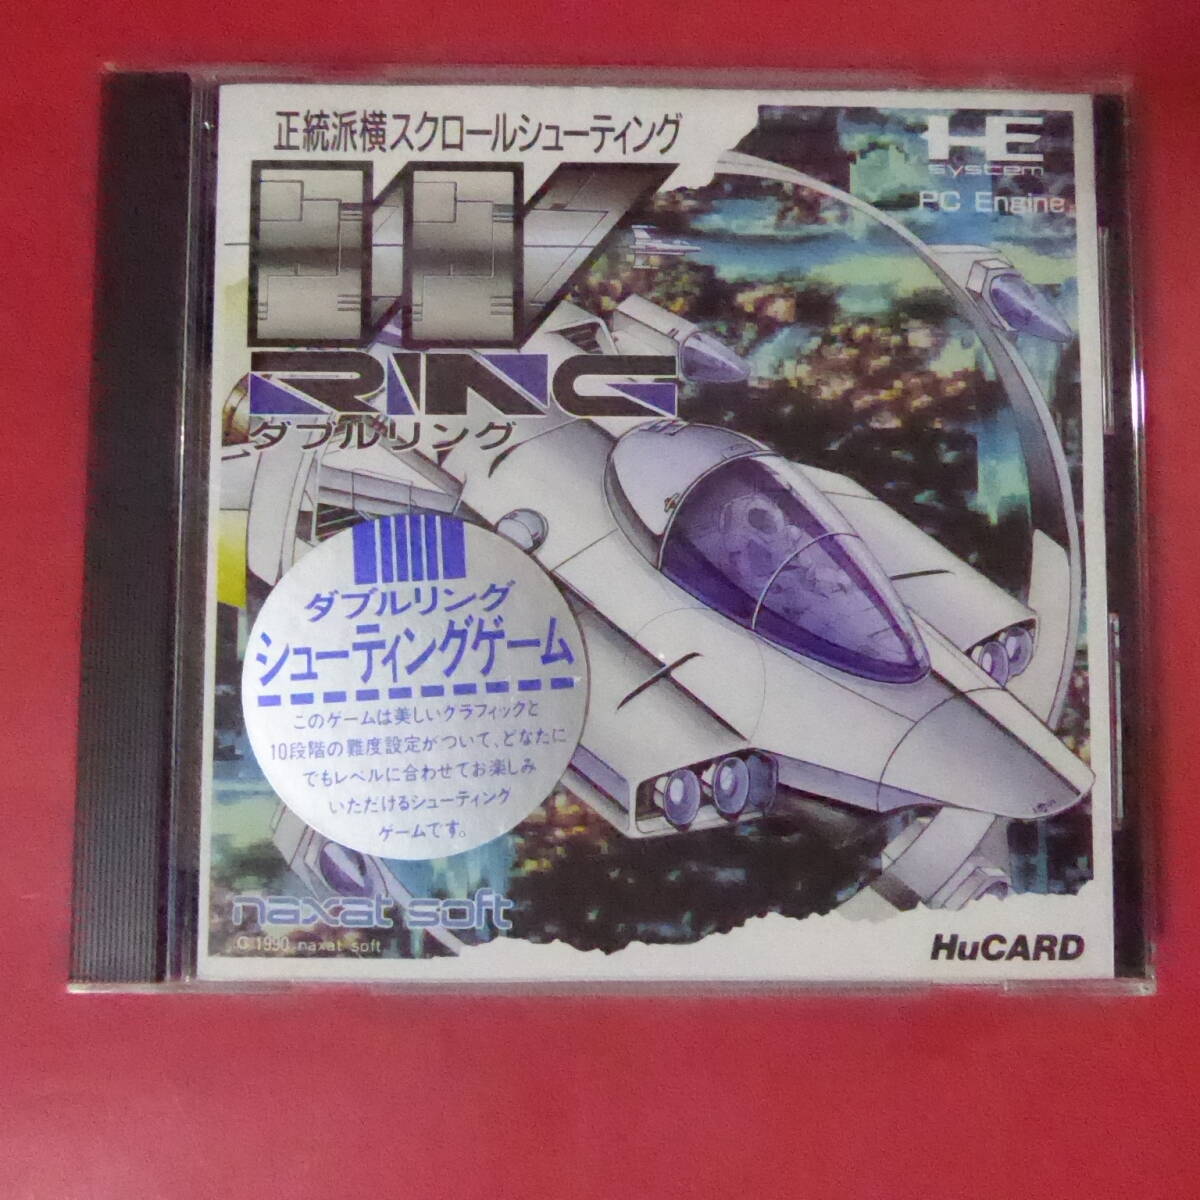 正統派横スクロールシューティング
W
RING
ダブルリング
HE
system
PC Engine
ダブルリング
シューティングゲーム
このゲームは美しいグラフィックと
10段階の難度設定がついて、どなたに
でもレベルに合わせてお楽しみ
いただけるシューティング
ゲームです。
naxat soft
© 1990 naxat soft
HuCARD